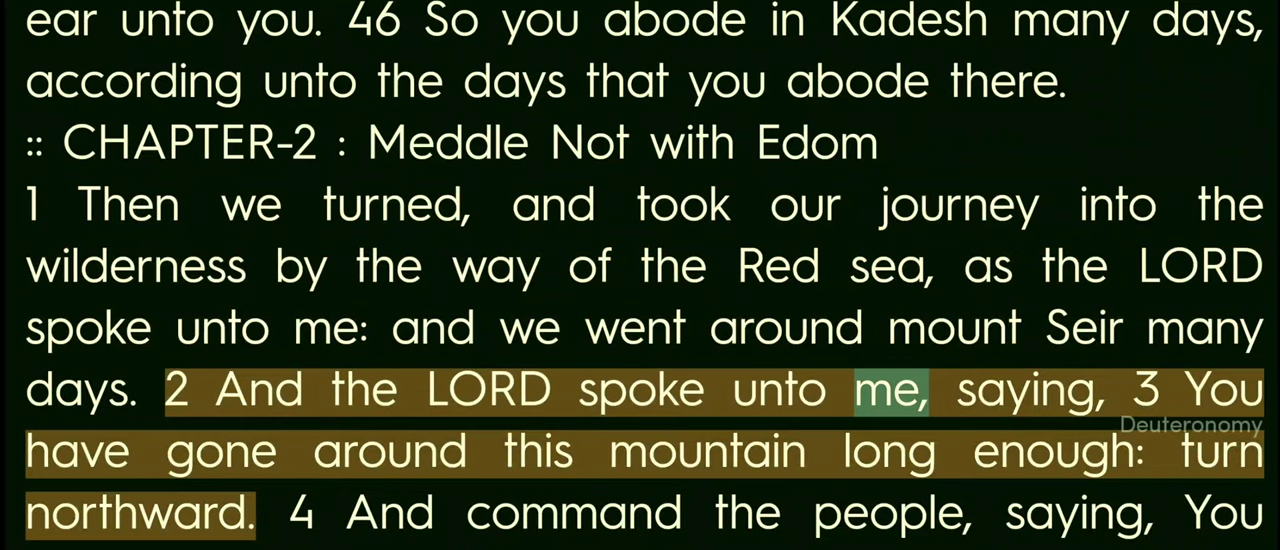 ear unto you. 46 So you abode in Kadesh many days,
according unto the days that you abode there.
:: CHAPTER-2 : Meddle Not with Edom
1 Then we turned, and took our journey into the
wilderness by the way of the Red sea, as the LORD
spoke unto me: and we went around mount Seir many
days. 2 And the LORD spoke unto me, saying, 3 You
Deuteronomy
have gone around this mountain long enough: turn
northward. 4 And command the people, saying, You